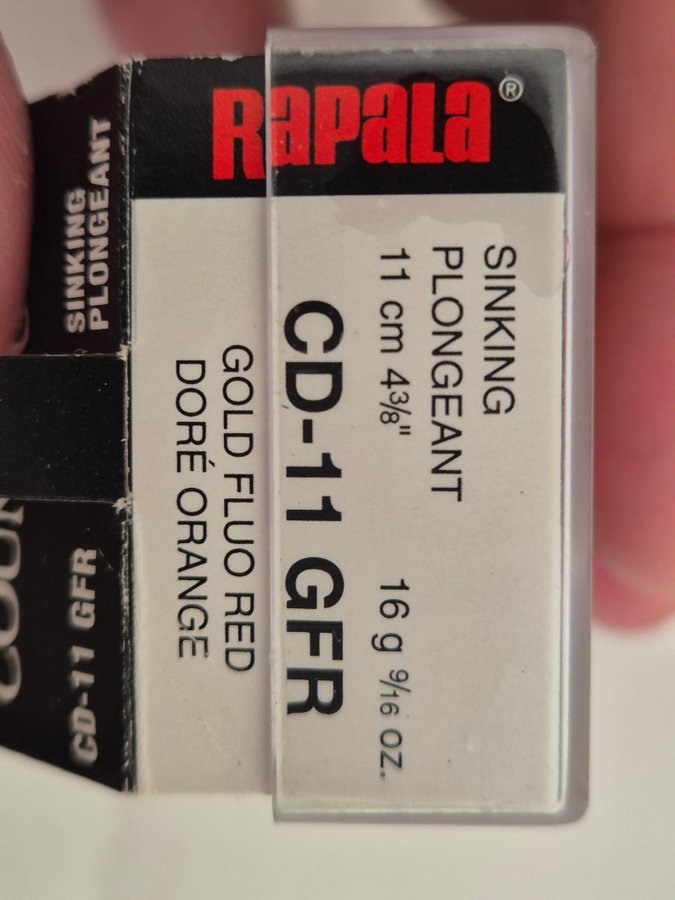 RAPALA®
SINKING
PLONGEANT
11 cm 4⅜" 16 g 9/16 oz.
CD-11 GFR
GOLD FLUO RED
DORÉ ORANGE
SINKING
PLONGEANT
CD-11 GFR